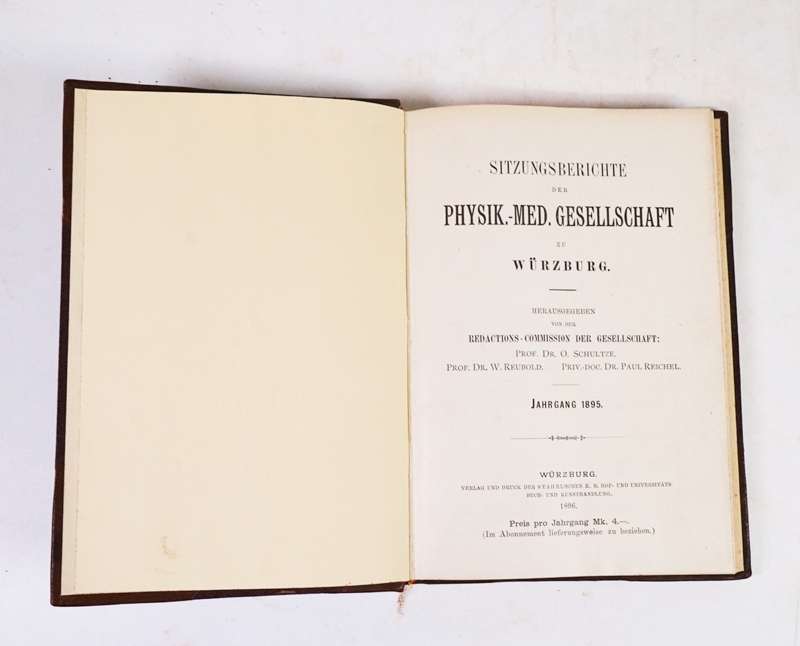 SITZUNGSBERICHTE
DER
PHYSIK.-MED. GESELLSCHAFT
ZU
WÜRZBURG.
HERAUSGEGEBEN
VON DER
REDACTIONS-COMMISSION DER GESELLSCHAFT:
PROF. DR. O. SCHULTZE.
PROF. DR. W. REUBOLD. PRIV.-DOC. DR. PAUL REICHEL.
JAHRGANG 1895.
WÜRZBURG.
VERLAG UND DRUCK DER STAHEL'SCHEN K. B. HOF- UND UNIVERSITÄTS-
BUCH- UND KUNSTHANDLUNG.
1896.
Preis pro Jahrgang Mk. 4.—.
(Im Abonnement lieferungsweise zu beziehen.)